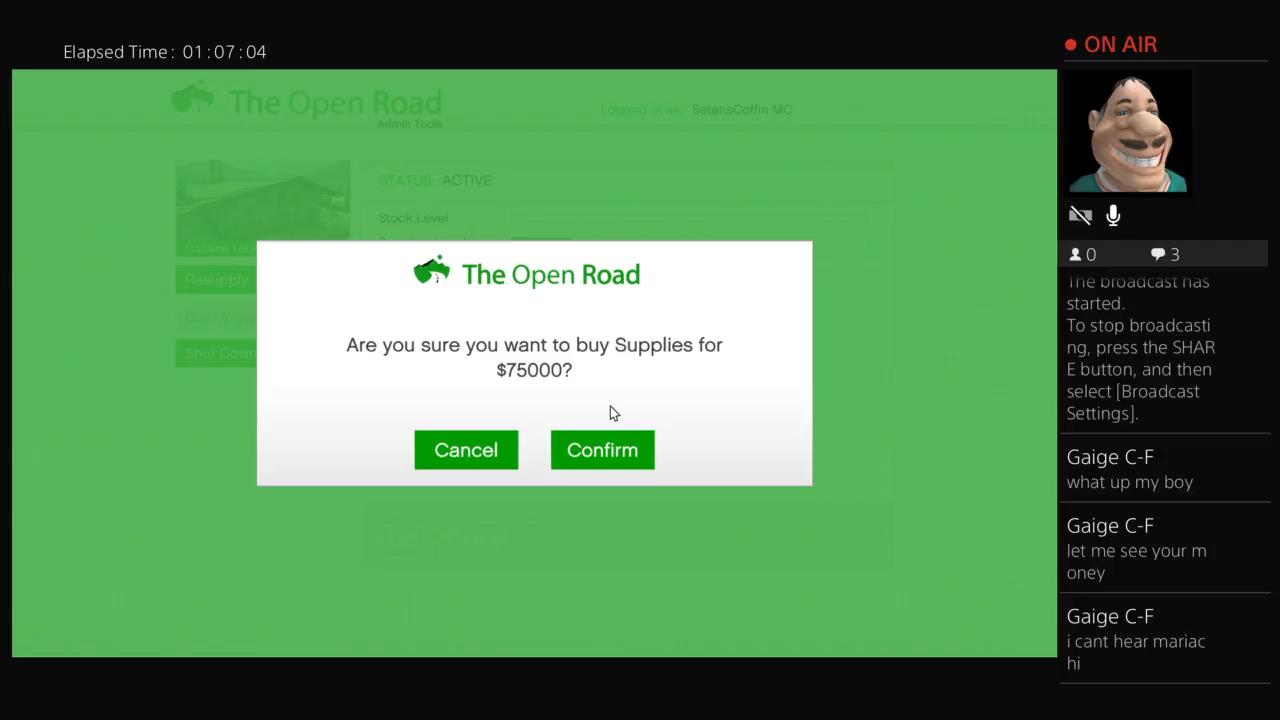 Elapsed Time: 01:07:04
ON AIR
The Open Road
Admin Tools
Logged in as: SatansCoffin MC
STATUS: ACTIVE
Stock Level
Resupply
Shut Down
The Open Road
Are you sure you want to buy Supplies for
$75000?
Cancel
Confirm
0
3
The broadcast has
started.
To stop broadcasti
ng, press the SHAR
E button, and then
select [Broadcast
Settings].
Gaige C-F
what up my boy
Gaige C-F
let me see your m
oney
Gaige C-F
i cant hear mariac
hi